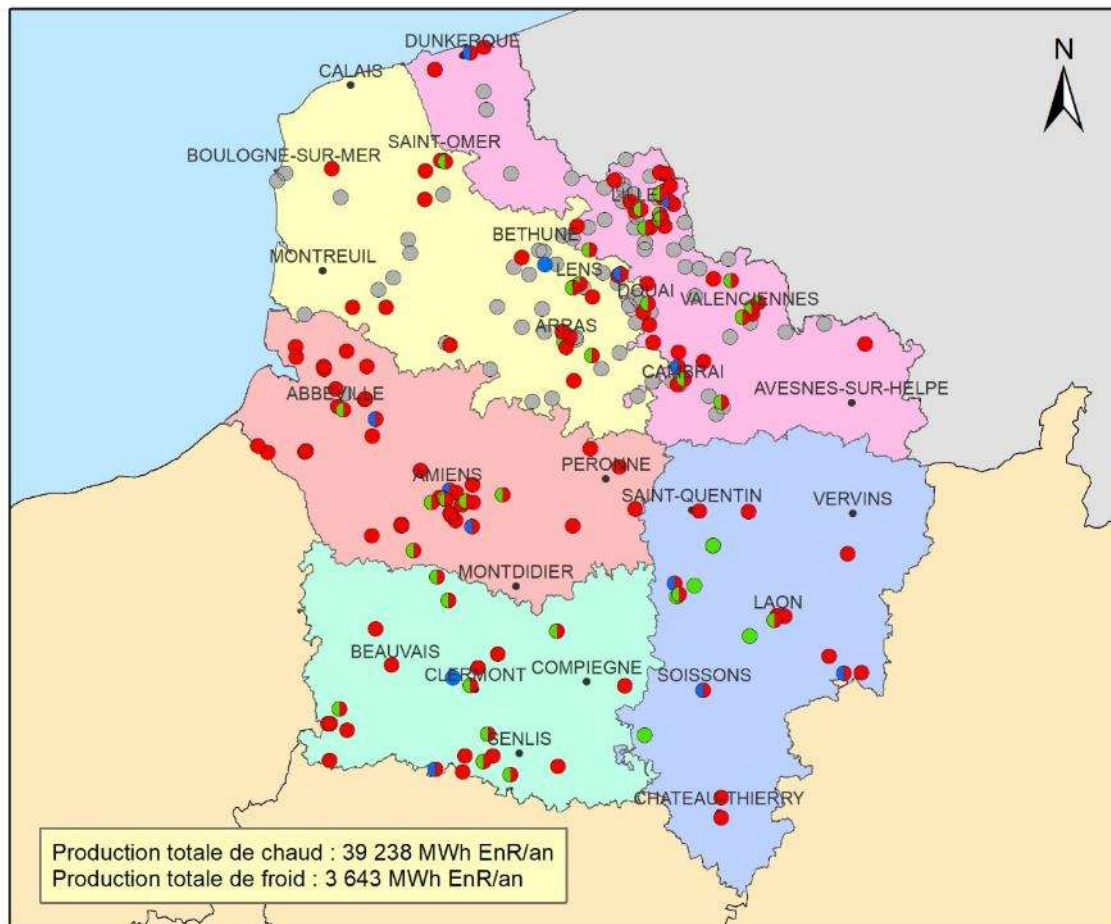 N
DUNKERQUE
CALAIS
SAINT-OMER
BOULOGNE-SUR-MER
LILLE
BETHUNE
MONTREUIL
LENS
DOUAI
VALENCIENNES
ARRAS
CAMBRAI
AVESNES-SUR-HELPE
ABBEVILLE
AMIENS
PERONNE
SAINT-QUENTIN
VERVINS
MONTDIDIER
LAON
BEAUVAIS
CLERMONT
COMPIEGNE
SOISSONS
SENLIS
CHATEAU-THIERRY
Production totale de chaud : 39 238 MWh EnR/an
Production totale de froid : 3 643 MWh EnR/an